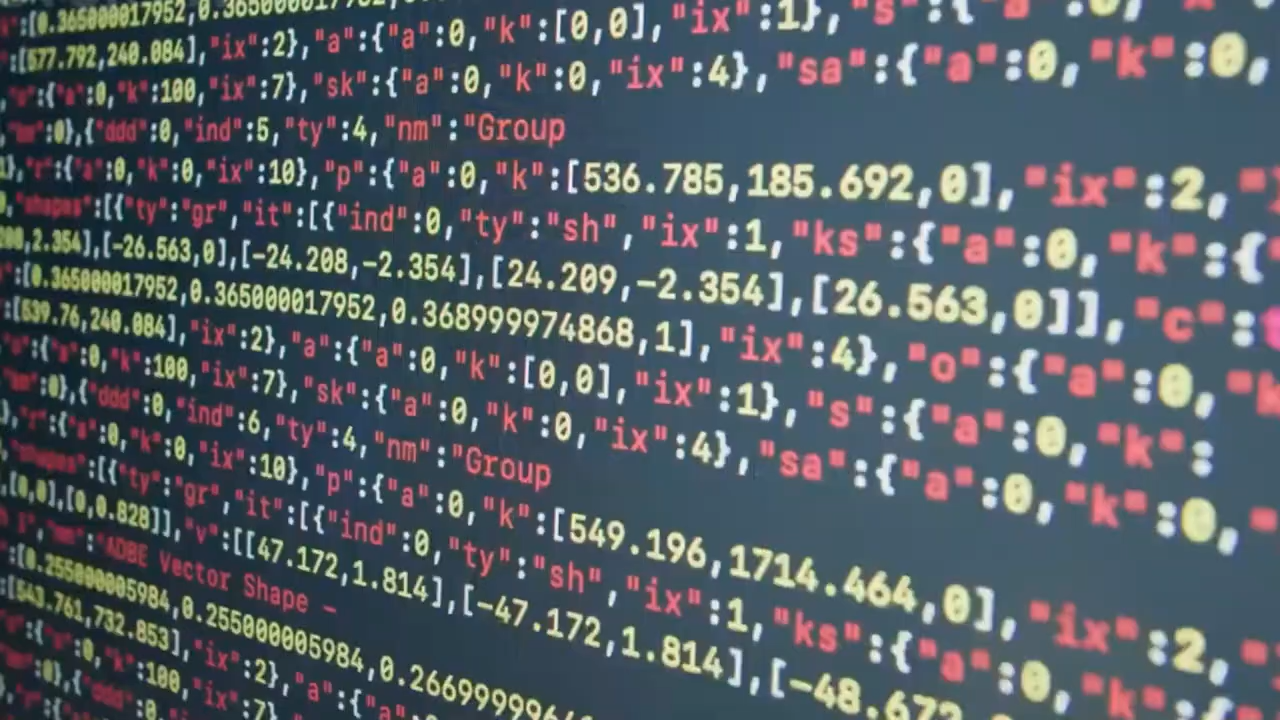 :[0.365000017952,0.365000017952,
:[577.792,240.084],"ix":2},"a":{"a":0,"k":[0,0],"ix":1},"s":{"a":0,"k":
:{"a":0,"k":100,"ix":7},"sk":{"a":0,"k":0,"ix":4},"sa":{"a":0,"k":0,
:0},{"ddd":0,"ind":5,"ty":4,"nm":"Group
},"r":{"a":0,"k":0,"ix":10},"p":{"a":0,"k":[536.785,185.692,0],"ix":2,"
,"shapes":[{"ty":"gr","it":[{"ind":0,"ty":"sh","ix":1,"ks":{"a":0,"k":{"
,2.354],[-26.563,0],[-24.208,-2.354],[24.209,-2.354],[26.563,0]],"c":
:[0.365000017952,0.365000017952,0.368999974868,1],"ix":4},"o":{"a":0,"k
:[539.76,240.084],"ix":2},"a":{"a":0,"k":[0,0],"ix":1},"s":{"a":0,"k":
:{"a":0,"k":100,"ix":7},"sk":{"a":0,"k":0,"ix":4},"sa":{"a":0,"k":0,"
:0},{"ddd":0,"ind":6,"ty":4,"nm":"Group
},"r":{"a":0,"k":0,"ix":10},"p":{"a":0,"k":[549.196,1714.464,0],"ix":2,
"shapes":[{"ty":"gr","it":[{"ind":0,"ty":"sh","ix":1,"ks":{"a":0,"k":{
,[0,0],[0,0.828]],"v":[[47.172,1.814],[-47.172,1.814],[-48.673
"ADBE Vector Shape -
:[0.255000005984,0.255000005984,0.26699999
:[543.761,732.853],"ix":2},"a":{"a"
:{"a":0,"k":100,"ix":7}
:0},{"ddd":0,